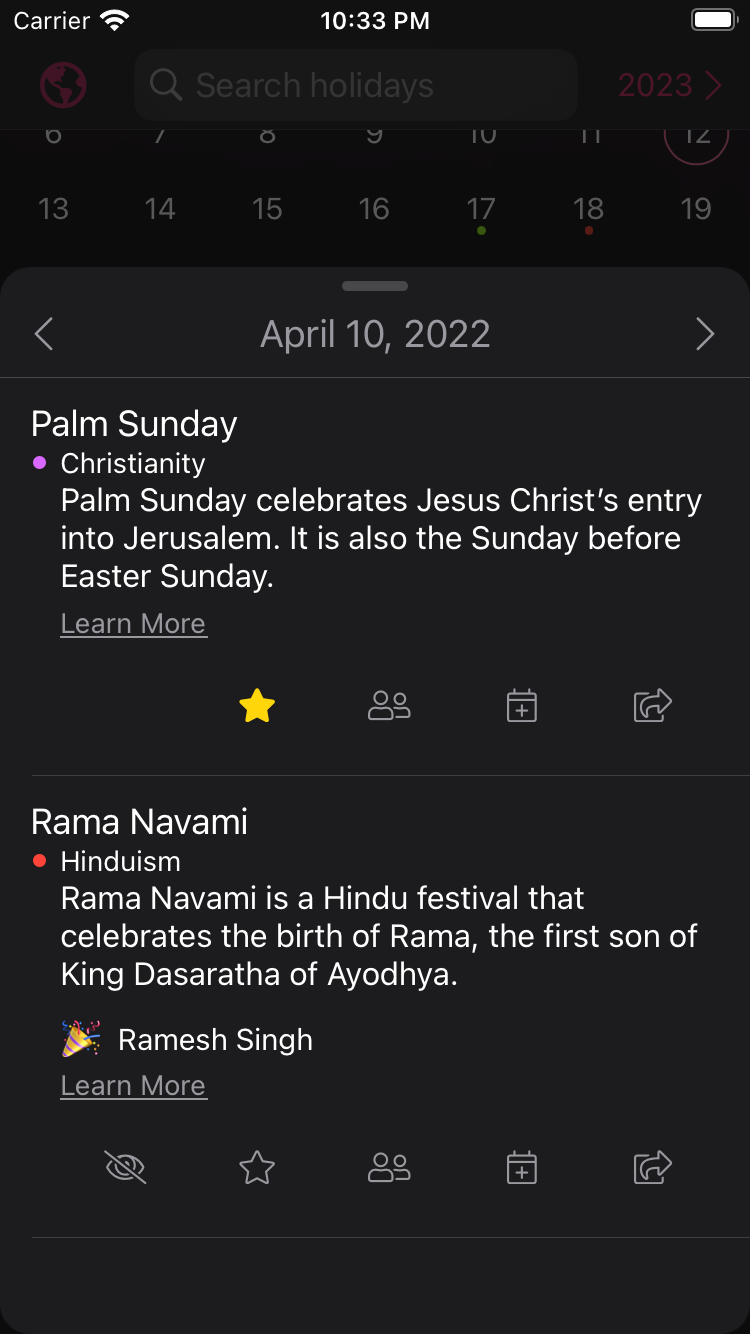 Carrier 10:33 PM
Search holidays 2023
6 7 8 9 10 11 12
13 14 15 16 17 18 19
April 10, 2022
Palm Sunday
Christianity
Palm Sunday celebrates Jesus Christ’s entry
into Jerusalem. It is also the Sunday before
Easter Sunday.
Learn More
Rama Navami
Hinduism
Rama Navami is a Hindu festival that
celebrates the birth of Rama, the first son of
King Dasaratha of Ayodhya.
Ramesh Singh
Learn More